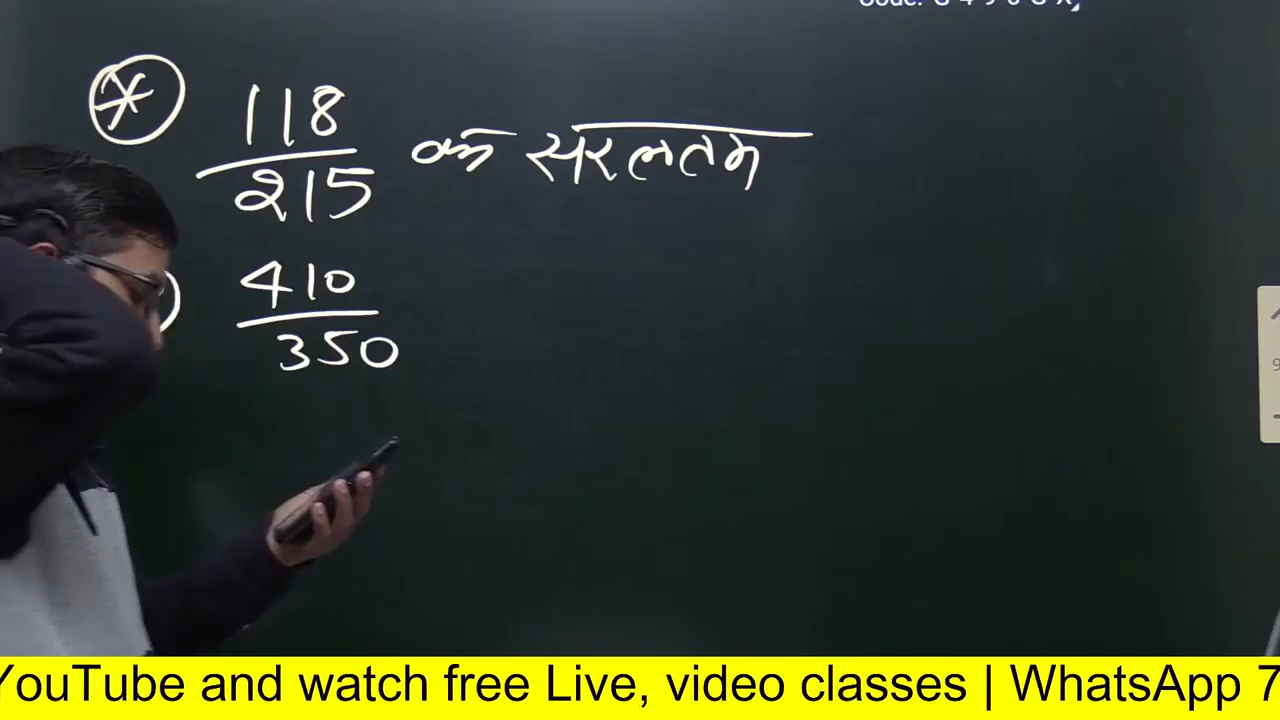 118
215 के सरलतम
410
350
YouTube and watch free Live, video classes | WhatsApp 7